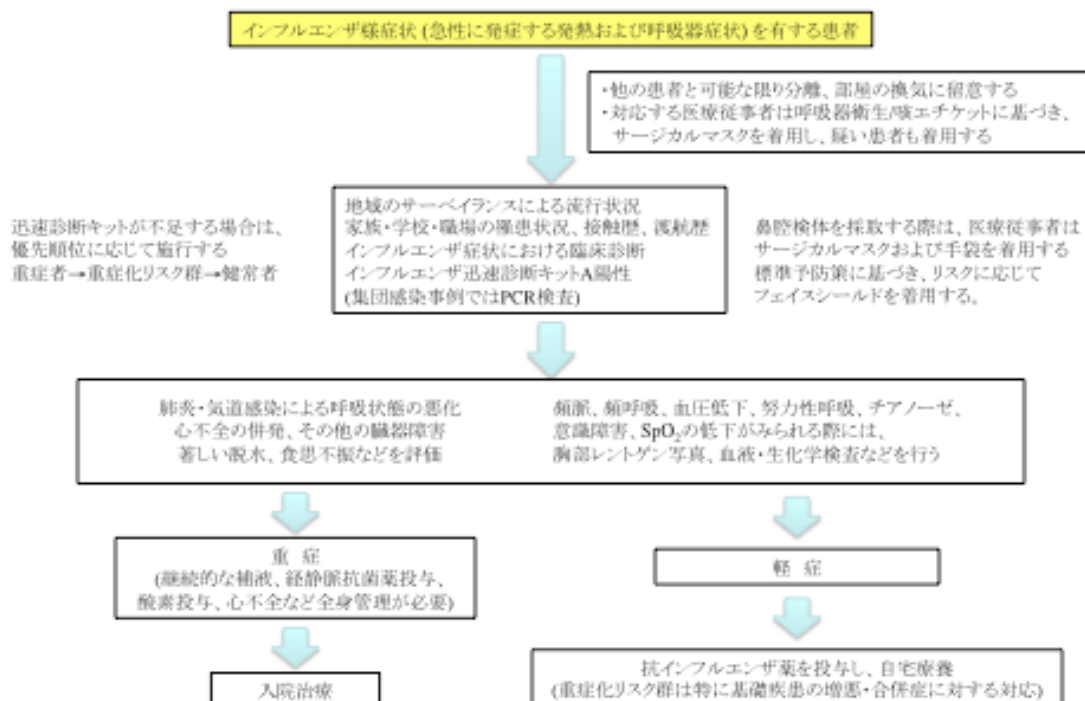 インフルエンザ様症状 (急性に発症する発熱および呼吸器症状) を有する患者
・他の患者と可能な限り分離、部屋の換気に留意する
・対応する医療従事者は呼吸器衛生/咳エチケットに基づき、
サージカルマスクを着用し、疑い患者も着用する
迅速診断キットが不足する場合は、
優先順位に応じて施行する
重症者→重症化リスク群→健常者
地域のサーベイランスによる流行状況
家族・学校・職場の罹患状況、接触歴、渡航歴
インフルエンザ症状における臨床診断
インフルエンザ迅速診断キットA陽性
(集団感染事例ではPCR検査)
鼻腔検体を採取する際は、医療従事者は
サージカルマスクおよび手袋を着用する
標準予防策に基づき、リスクに応じて
フェイスシールドを着用する。
肺炎・気道感染による呼吸状態の悪化
心不全の併発、その他の臓器障害
著しい脱水、食思不振などを評価
頻脈、頻呼吸、血圧低下、努力性呼吸、チアノーゼ、
意識障害、SpO₂の低下がみられる際には、
胸部レントゲン写真、血液・生化学検査などを行う
重 症
(継続的な補液、経静脈抗菌薬投与、
酸素投与、心不全など全身管理が必要)
軽 症
入院治療
抗インフルエンザ薬を投与し、自宅療養
(重症化リスク群は特に基礎疾患の増悪・合併症に対する対応)